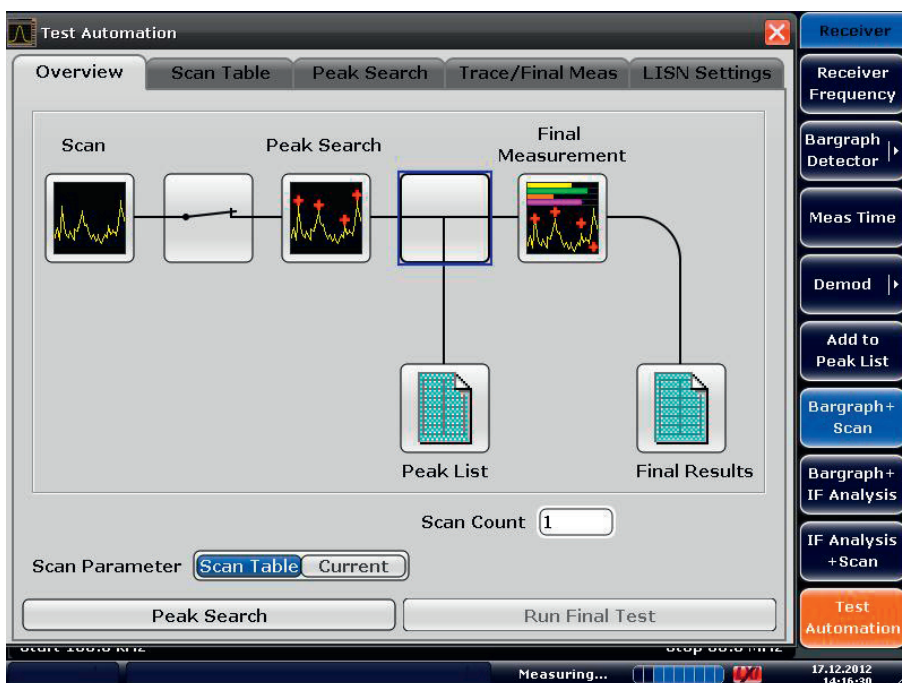 Test Automation
Overview
Scan Table
Peak Search
Trace/Final Meas
LISN Settings
Scan
Peak Search
Final
Measurement
Peak List
Final Results
Scan Count 1
Scan Parameter Scan Table Current
Peak Search
Run Final Test
Measuring...
17.12.2012
14:16:30
Receiver
Receiver
Frequency
Bargraph
Detector
Meas Time
Demod
Add to
Peak List
Bargraph+
Scan
Bargraph+
IF Analysis
IF Analysis
+Scan
Test
Automation